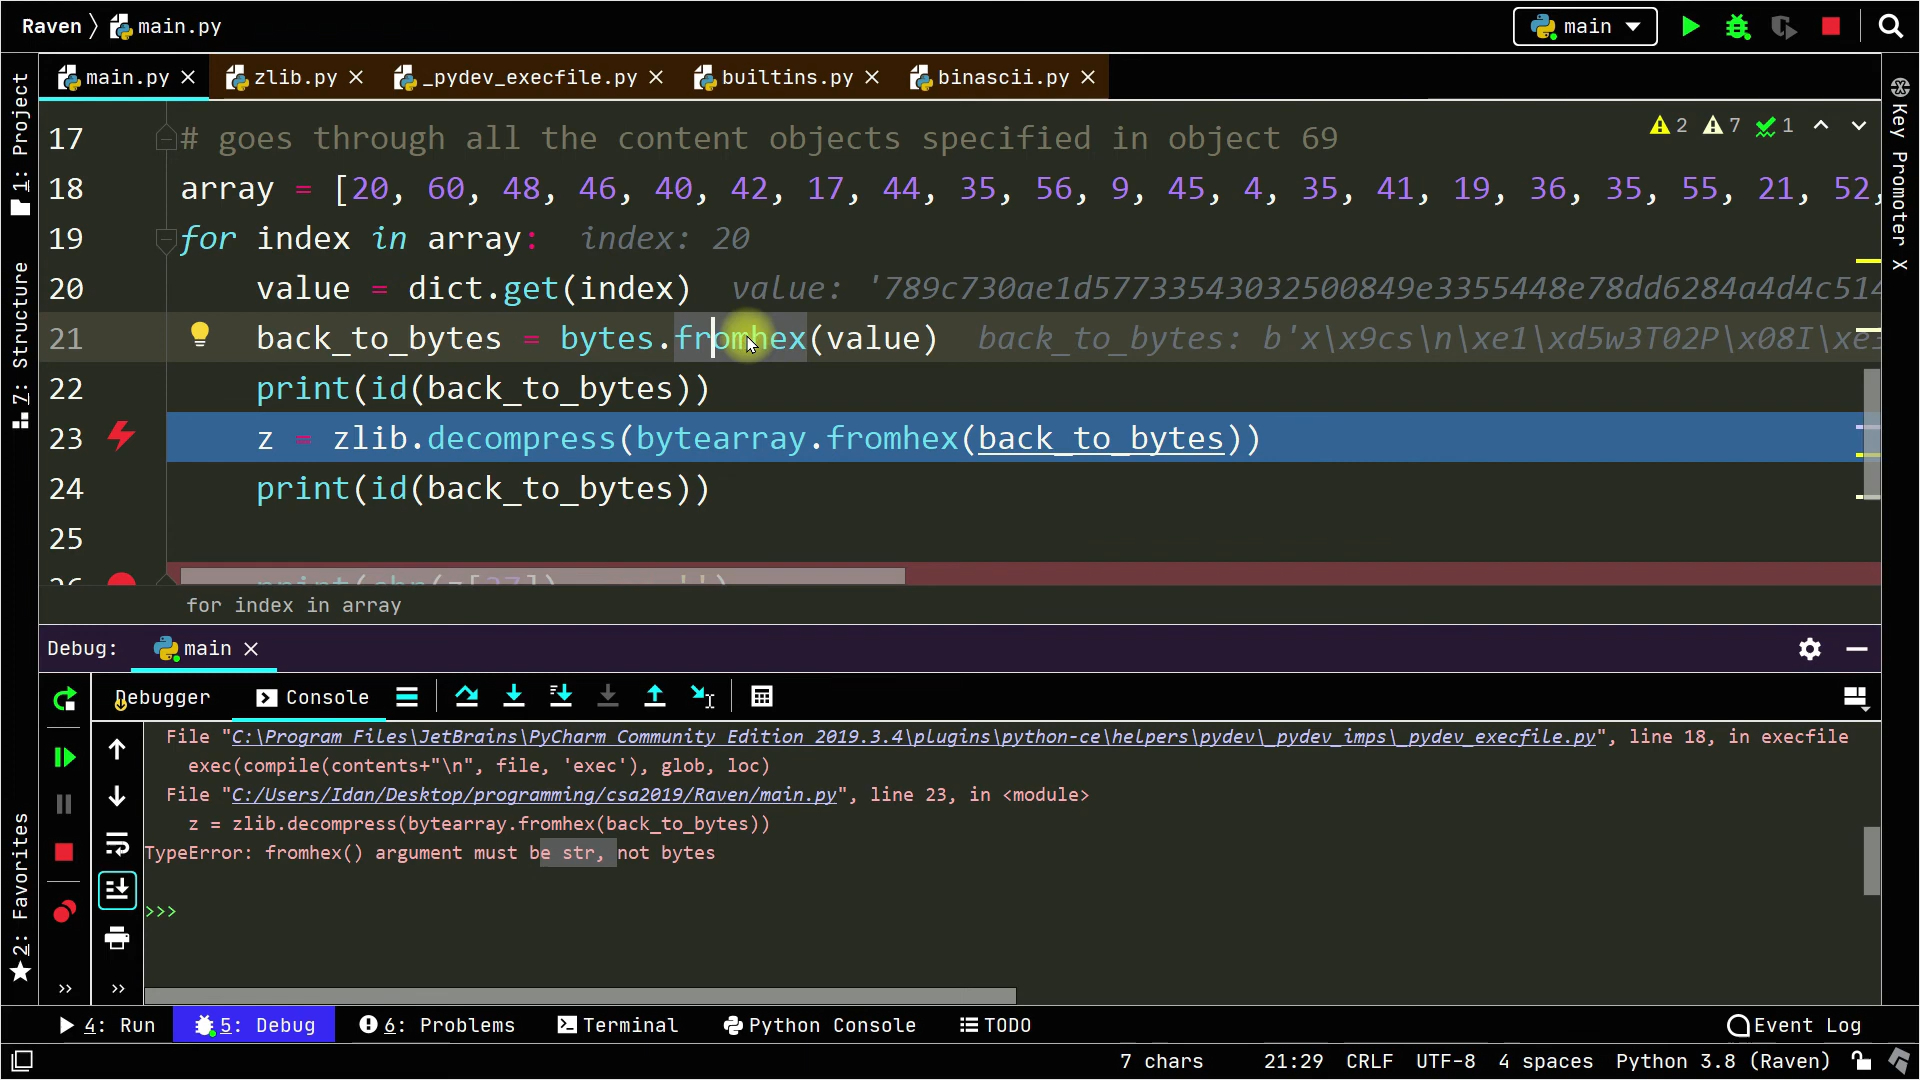 Raven main.py
main
main.py zlib.py _pydev_execfile.py builtins.py binascii.py
1: Project
7: Structure
2: Favorites
Key Promoter X
2 7 1
17 # goes through all the content objects specified in object 69
18 array = [20, 60, 48, 46, 40, 42, 17, 44, 35, 56, 9, 45, 4, 35, 41, 19, 36, 35, 55, 21, 52,
19 for index in array: index: 20
20 value = dict.get(index) value: '789c730ae1d577335430325008​49e3355448e78dd6284a4d4c514
21 back_to_bytes = bytes.fromhex(value) back_to_bytes: b'x\x9cs\n\xe1\xd5w3T02P\x08I\xe3
22 print(id(back_to_bytes))
23 z = zlib.decompress(bytearray.fromhex(back_to_bytes))
24 print(id(back_to_bytes))
25
for index in array
Debug: main
Debugger Console
File "C:\Program Files\JetBrains\PyCharm Community Edition 2019.3.4\plugins\python-ce\helpers\pydev\_pydev_imps\_pydev_execfile.py", line 18, in execfile
exec(compile(contents+"\n", file, 'exec'), glob, loc)
File "C:/Users/Idan/Desktop/programming/csa2019/Raven/main.py", line 23, in <module>
z = zlib.decompress(bytearray.fromhex(back_to_bytes))
TypeError: fromhex() argument must be str, not bytes
>>>
4: Run 5: Debug 6: Problems Terminal Python Console TODO Event Log
7 chars 21:29 CRLF UTF-8 4 spaces Python 3.8 (Raven)